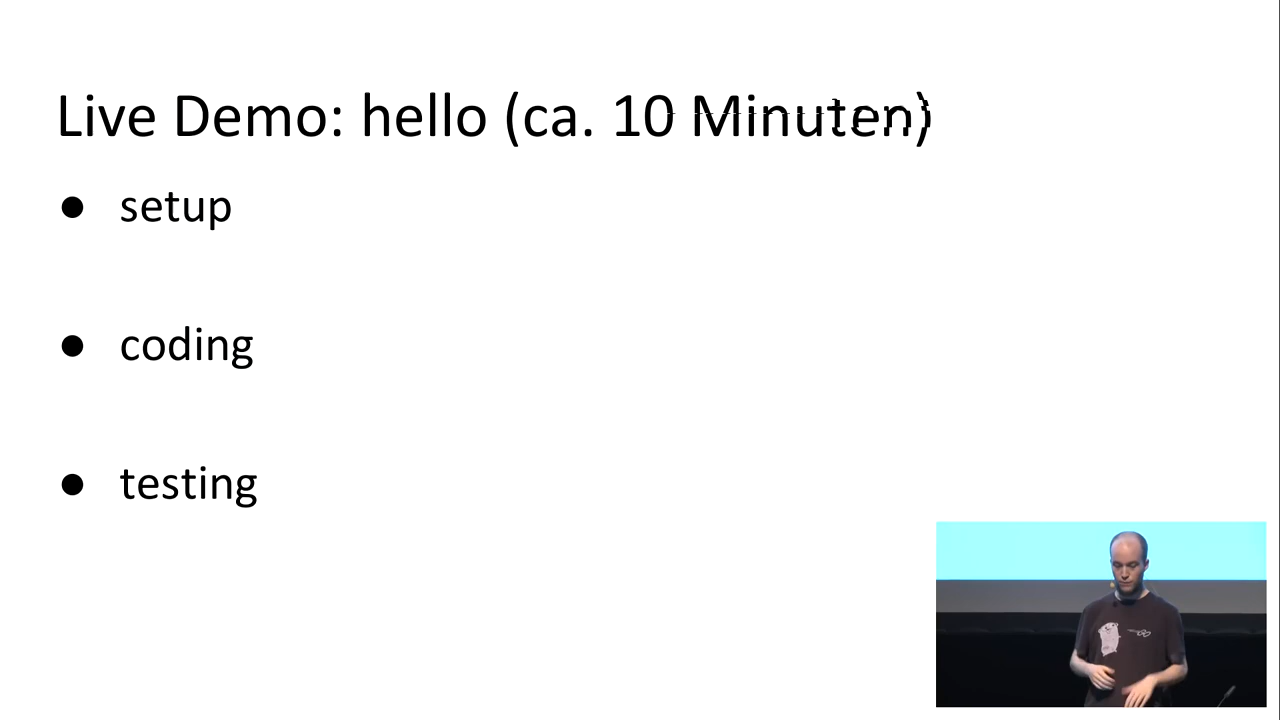 Live Demo: hello (ca. 10 Minuten)
● setup
● coding
● testing